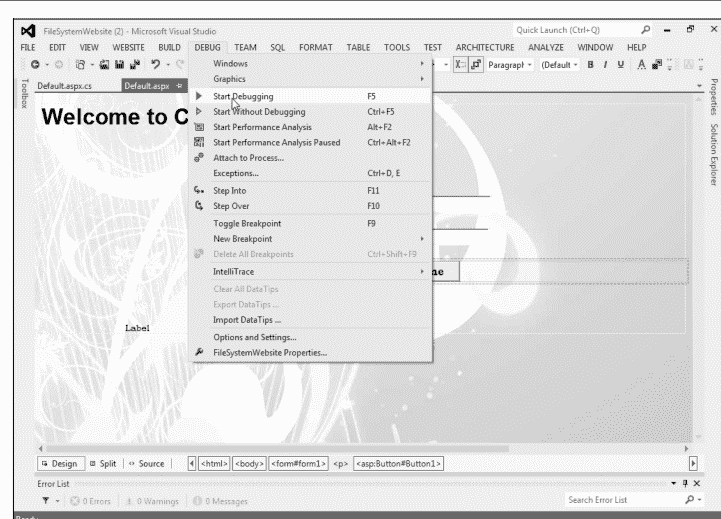 FileSystemWebsite (2) - Microsoft Visual Studio
Quick Launch (Ctrl+Q)
FILE EDIT VIEW WEBSITE BUILD DEBUG TEAM SQL FORMAT TABLE TOOLS TEST ARCHITECTURE ANALYZE WINDOW HELP
Paragraph (Default B I U A
Toolbox
Default.aspx.cs Default.aspx
Properties
Solution Explorer
Welcome to C
Windows
Graphics
Start Debugging F5
Start Without Debugging Ctrl+F5
Start Performance Analysis Alt+F2
Start Performance Analysis Paused Ctrl+Alt+F2
Attach to Process...
Exceptions... Ctrl+D, E
Step Into F11
Step Over F10
Toggle Breakpoint F9
New Breakpoint
Delete All Breakpoints Ctrl+Shift+F9
IntelliTrace
Clear All DataTips
Export DataTips ...
Import DataTips ...
Options and Settings...
FileSystemWebsite Properties...
Label
Design Split Source <html> <body> <form#form1> <p> <asp:Button#Button1>
Error List
0 Errors 0 Warnings 0 Messages
Search Error List
Ready